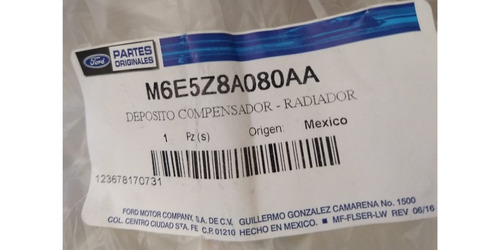 Ford
PARTES
ORIGINALES
M6E5Z8A080AA
DEPOSITO COMPENSADOR - RADIADOR
1 Pz(s) Origen: Mexico
123678170731
FORD MOTOR COMPANY, S.A. DE C.V. GUILLERMO GONZALEZ CAMARENA No. 1500
COL. CENTRO CIUDAD STA. FE C.P. 01210 HECHO EN MEXICO. MF-FLSER-LW REV 06/16